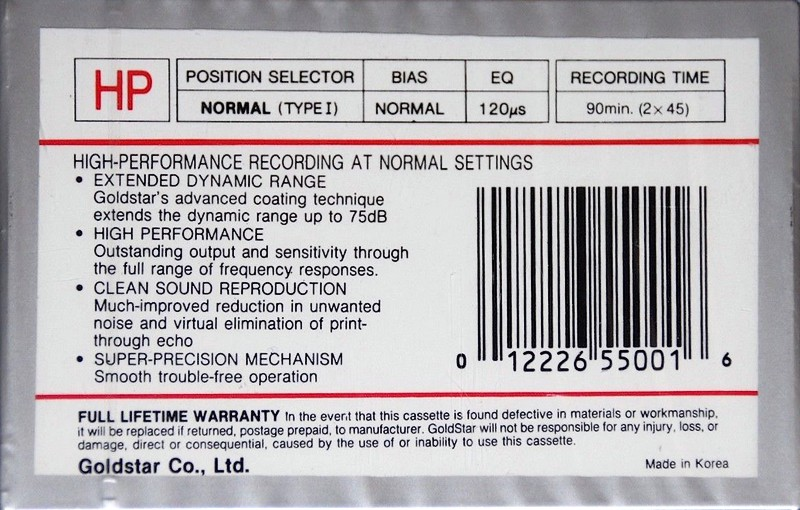 HP
POSITION SELECTOR BIAS EQ RECORDING TIME
NORMAL (TYPE I) NORMAL 120µs 90min. (2×45)
HIGH-PERFORMANCE RECORDING AT NORMAL SETTINGS
• EXTENDED DYNAMIC RANGE
Goldstar's advanced coating technique
extends the dynamic range up to 75dB
• HIGH PERFORMANCE
Outstanding output and sensitivity through
the full range of frequency responses.
• CLEAN SOUND REPRODUCTION
Much-improved reduction in unwanted
noise and virtual elimination of print-
through echo
• SUPER-PRECISION MECHANISM
Smooth trouble-free operation
0 12226 55001 6
FULL LIFETIME WARRANTY In the event that this cassette is found defective in materials or workmanship,
it will be replaced if returned, postage prepaid, to manufacturer. GoldStar will not be responsible for any injury, loss, or
damage, direct or consequential, caused by the use of or inability to use this cassette.
Goldstar Co., Ltd.
Made in Korea